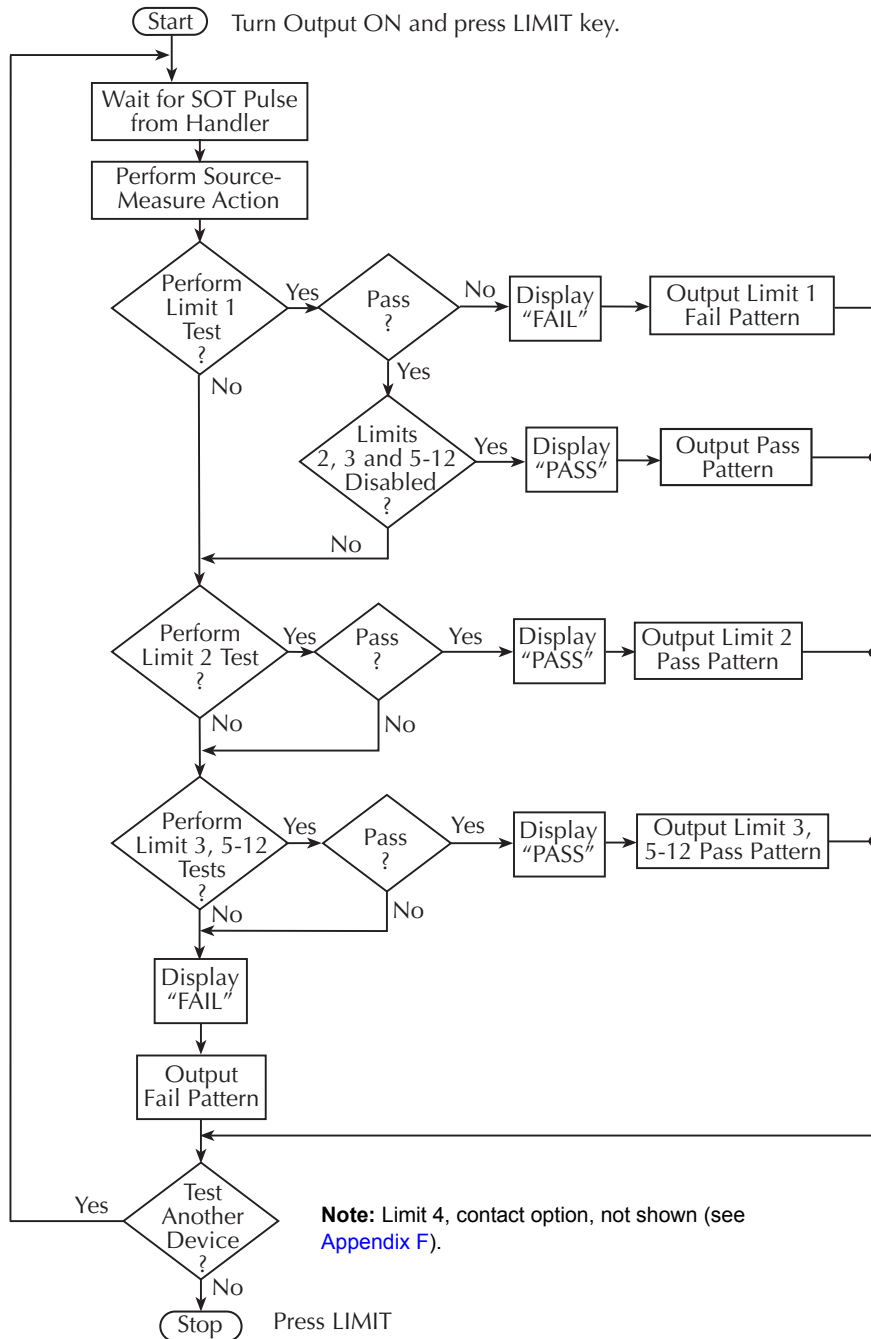 Start
Turn Output ON and press LIMIT key.
Wait for SOT Pulse
from Handler
Perform Source-
Measure Action
Perform
Limit 1
Test
?
Yes
No
Pass
?
No
Yes
Display
“FAIL”
Output Limit 1
Fail Pattern
Limits
2, 3 and 5-12
Disabled
?
Yes
No
Display
“PASS”
Output Pass
Pattern
Perform
Limit 2 Test
?
Yes
No
Pass
?
Yes
No
Display
“PASS”
Output Limit 2
Pass Pattern
Perform
Limit 3, 5-12
Tests
?
Yes
No
Pass
?
Yes
No
Display
“PASS”
Output Limit 3,
5-12 Pass Pattern
Display
“FAIL”
Output
Fail Pattern
Test
Another
Device
?
Yes
No
Note: Limit 4, contact option, not shown (see
Appendix F).
Stop
Press LIMIT